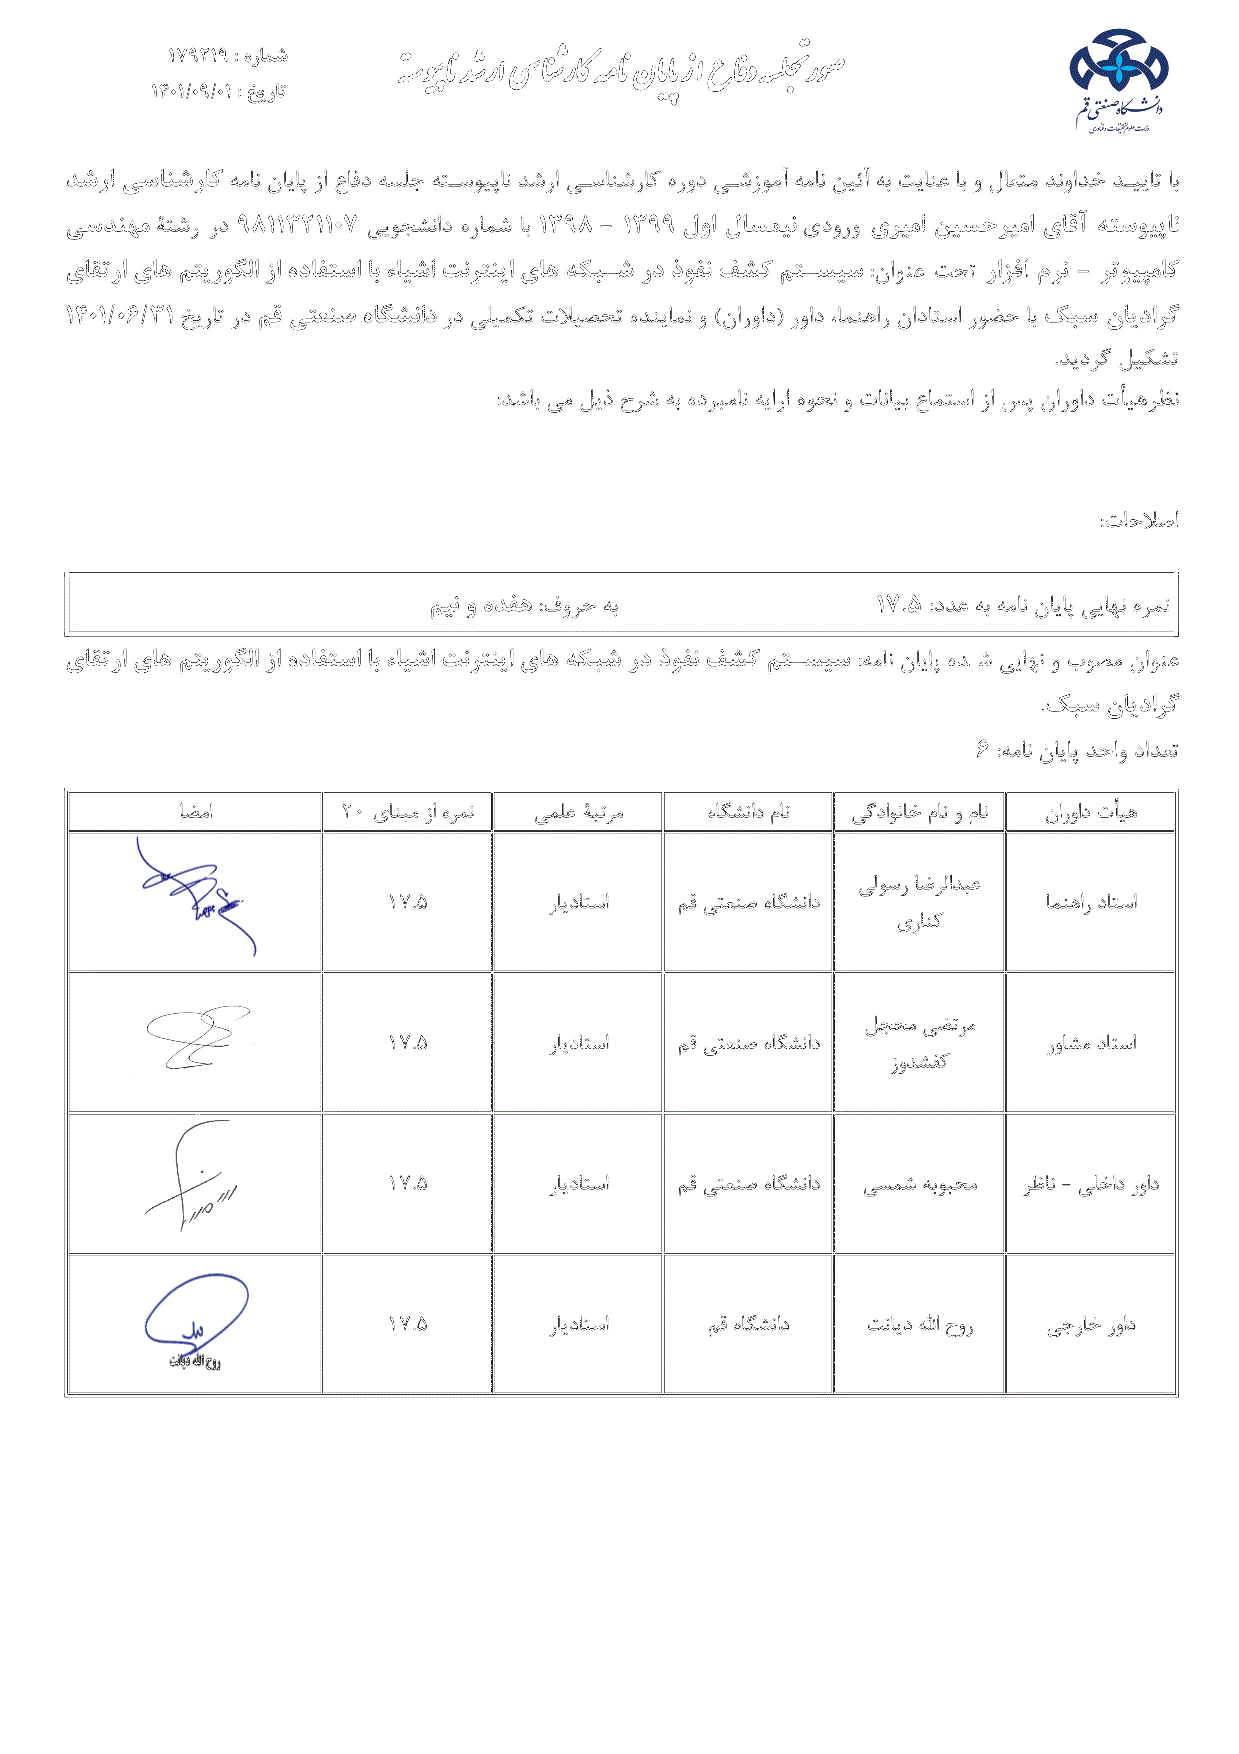 دانشگاه صنعتی قم
وزارت علوم تحقیقات و فناوری
صورتجلسه دفاع از پایان نامه کارشناسی ارشد ناپیوسته
شماره : ۱۷۹۲۱۹
تاریخ : ۱۴۰۱/۰۹/۰۱
با تایید خداوند متعال و با عنایت به آئین نامه آموزشی دوره کارشناسی ارشد ناپیوسته جلسه دفاع از پایان نامه کارشناسی ارشد
ناپیوسته آقای امیرحسین امیری ورودی نیمسال اول ۱۳۹۹ – ۱۳۹۸ با شماره دانشجویی ۹۸۱۱۳۲۱۱۰۷ در رشتهٔ مهندسی
کامپیوتر – نرم افزار تحت عنوان: سیستم کشف نفوذ در شبکه های اینترنت اشیاء با استفاده از الگوریتم های ارتقای
گرادیان سبک با حضور استادان راهنما، داور (داوران) و نماینده تحصیلات تکمیلی در دانشگاه صنعتی قم در تاریخ ۱۴۰۱/۰۶/۳۱
تشکیل گردید.
نظرهیأت داوران پس از استماع بیانات و نحوه ارایه نامبرده به شرح ذیل می باشد:
اصلاحات:
نمره نهایی پایان نامه به عدد: ۱۷.۵ به حروف: هفده و نیم
عنوان مصوب و نهایی شده پایان نامه: سیستم کشف نفوذ در شبکه های اینترنت اشیاء با استفاده از الگوریتم های ارتقای
گرادیان سبک.
تعداد واحد پایان نامه: ۶
هیأت داوران نام و نام خانوادگی نام دانشگاه مرتبهٔ علمی نمره از مبنای ۲۰ امضا
استاد راهنما عبدالرضا رسولی کناری دانشگاه صنعتی قم استادیار ۱۷.۵
استاد مشاور مرتضی محجل کفشدوز دانشگاه صنعتی قم استادیار ۱۷.۵
داور داخلی – ناظر محبوبه شمسی دانشگاه صنعتی قم استادیار ۱۷.۵
داور خارجی روح الله دیانت دانشگاه قم استادیار ۱۷.۵
روح الله دیانت